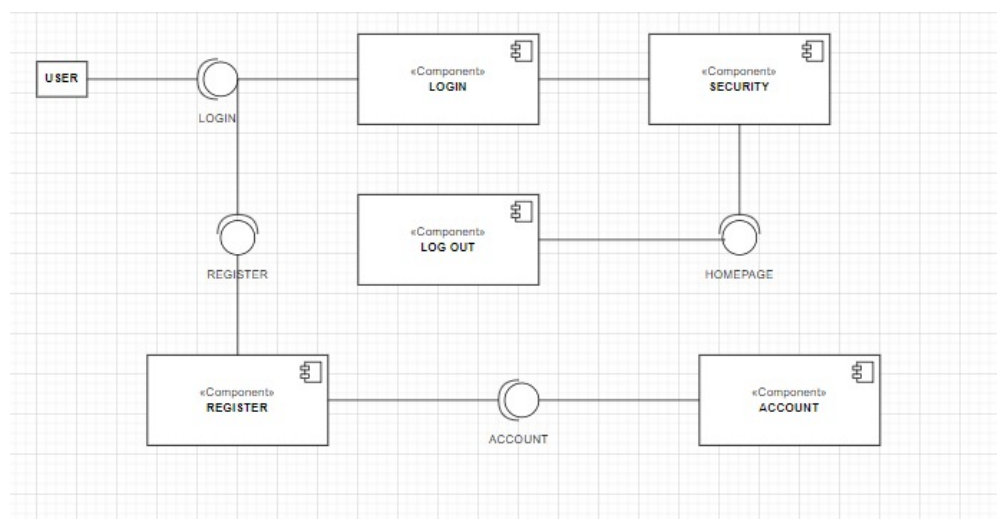 USER
LOGIN
«Component»
LOGIN
«Component»
SECURITY
REGISTER
«Component»
LOG OUT
HOMEPAGE
«Component»
REGISTER
ACCOUNT
«Component»
ACCOUNT